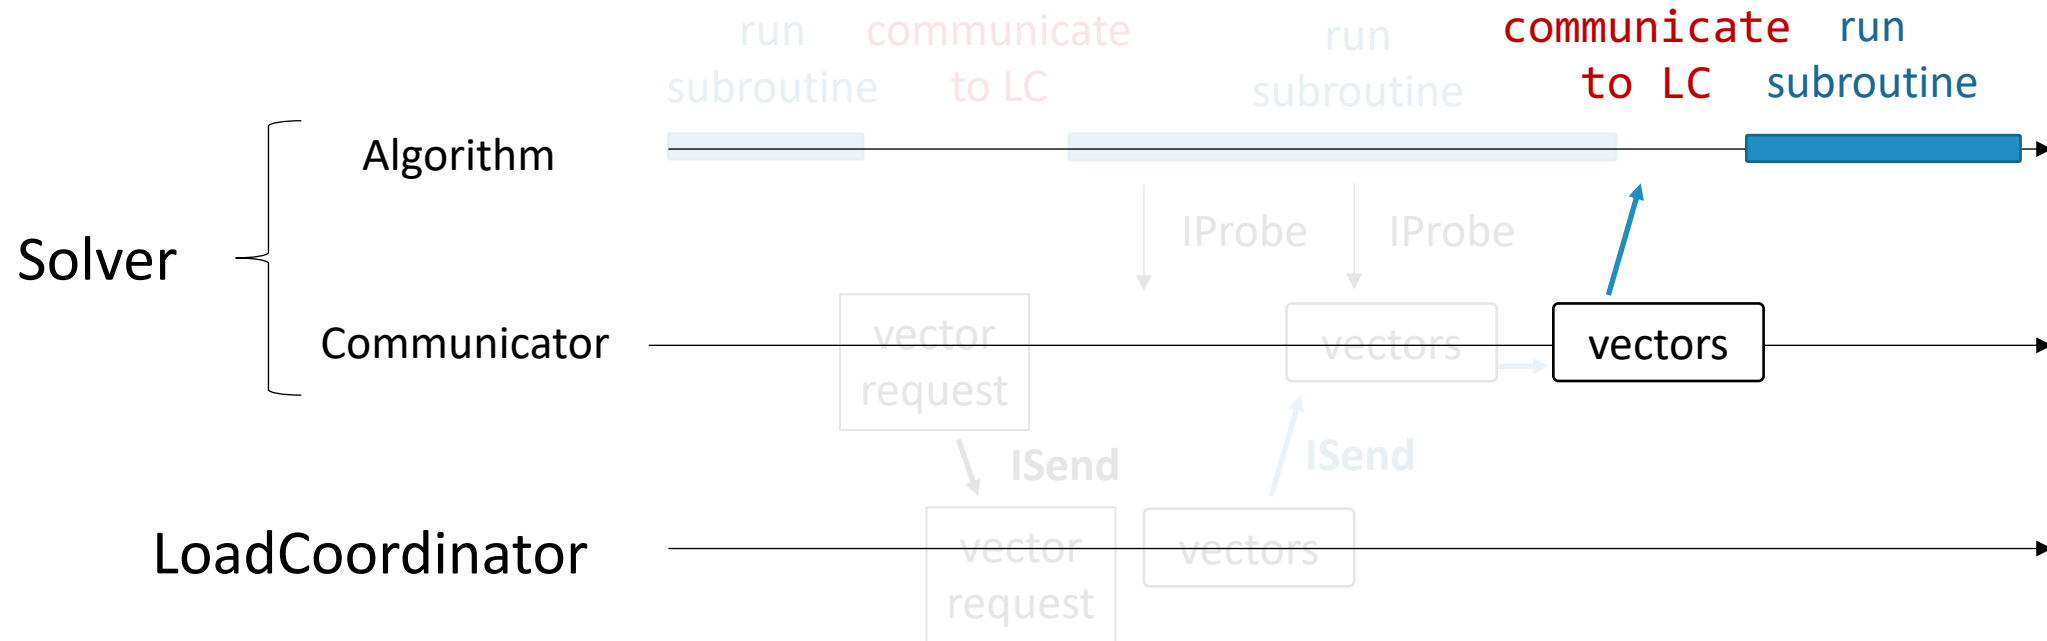 run
subroutine
communicate
to LC
run
subroutine
communicate
to LC
run
subroutine
Algorithm
IProbe
IProbe
Solver
Communicator
vector
request
vectors
vectors
ISend
ISend
LoadCoordinator
vector
request
vectors